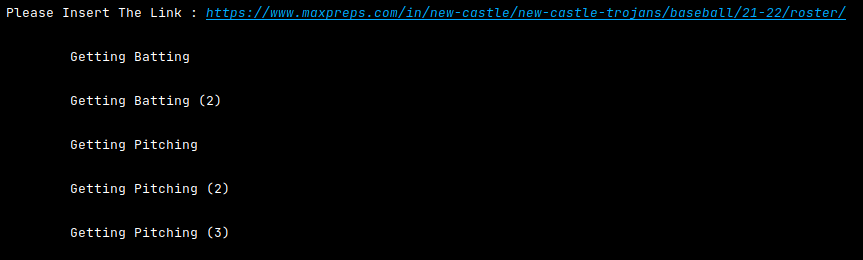 Please Insert The Link : https://www.maxpreps.com/in/new-castle/new-castle-trojans/baseball/21-22/roster/
Getting Batting
Getting Batting (2)
Getting Pitching
Getting Pitching (2)
Getting Pitching (3)